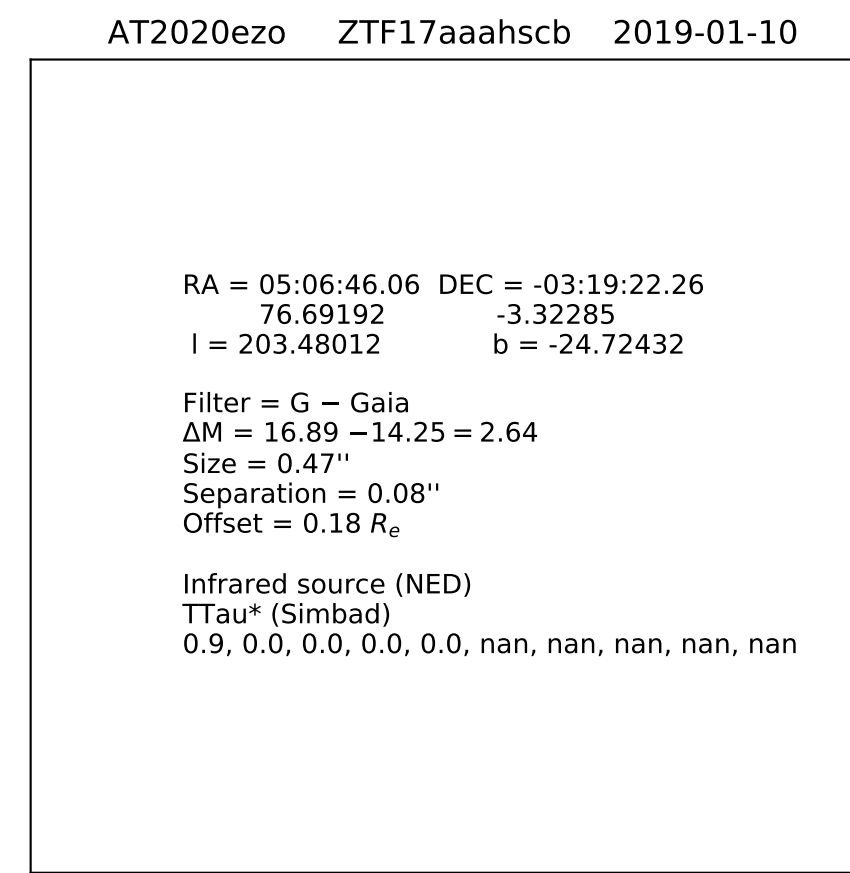 AT2020ezo ZTF17aaahscb 2019-01-10
RA = 05:06:46.06 DEC = -03:19:22.26
76.69192 -3.32285
l = 203.48012 b = -24.72432
Filter = G − Gaia
ΔM = 16.89 −14.25 = 2.64
Size = 0.47''
Separation = 0.08''
Offset = 0.18 Rₑ
Infrared source (NED)
TTau* (Simbad)
0.9, 0.0, 0.0, 0.0, 0.0, nan, nan, nan, nan, nan